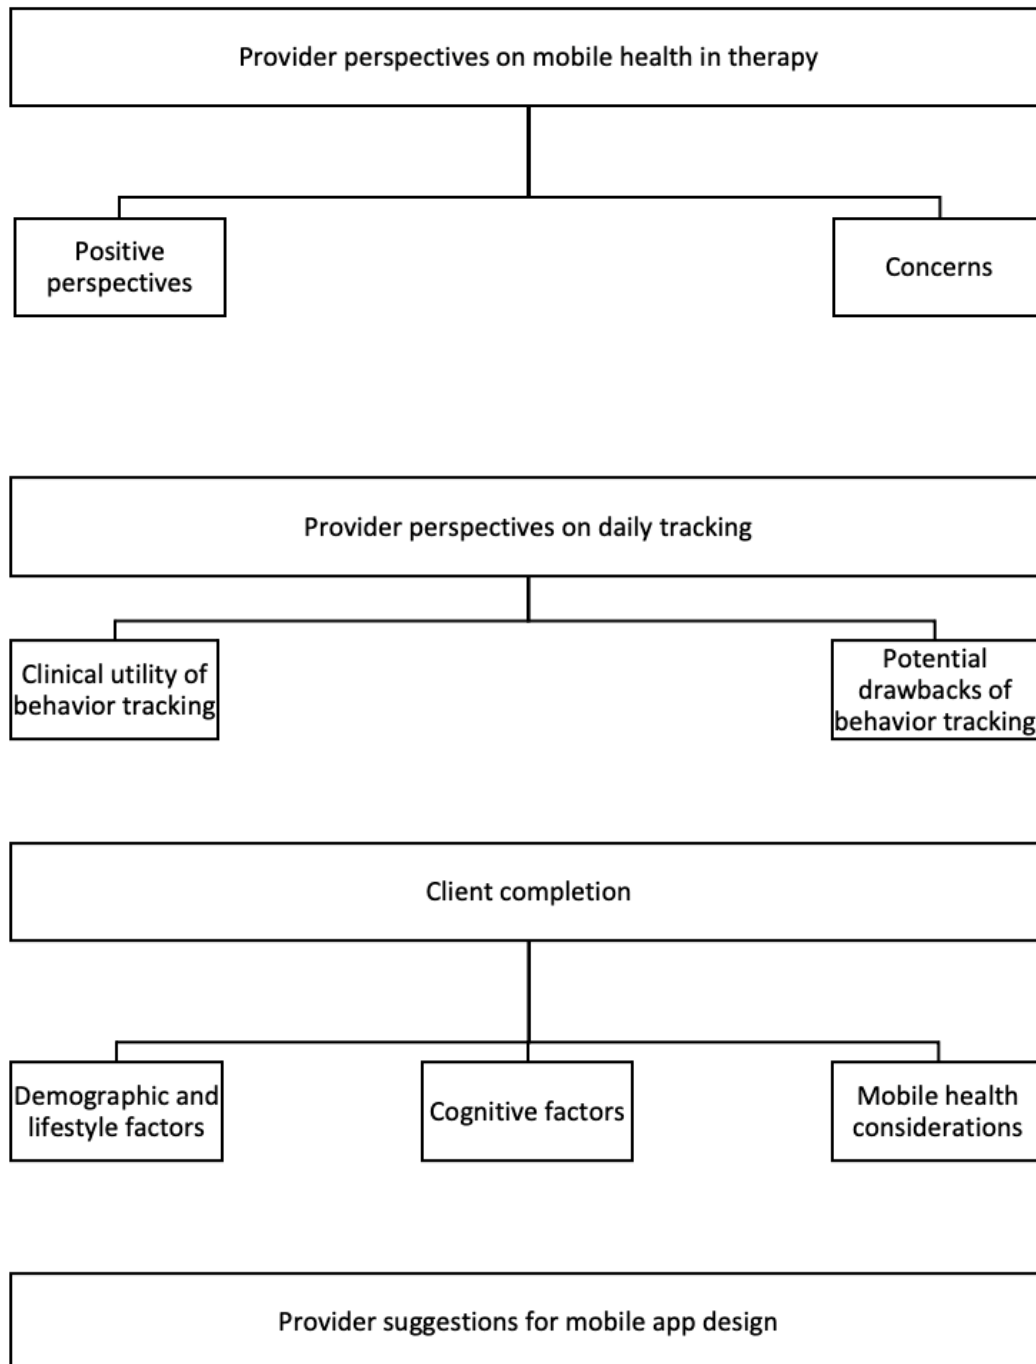 Provider perspectives on mobile health in therapy
Positive
perspectives
Concerns
Provider perspectives on daily tracking
Clinical utility of
behavior tracking
Potential
drawbacks of
behavior tracking
Client completion
Demographic and
lifestyle factors
Cognitive factors
Mobile health
considerations
Provider suggestions for mobile app design